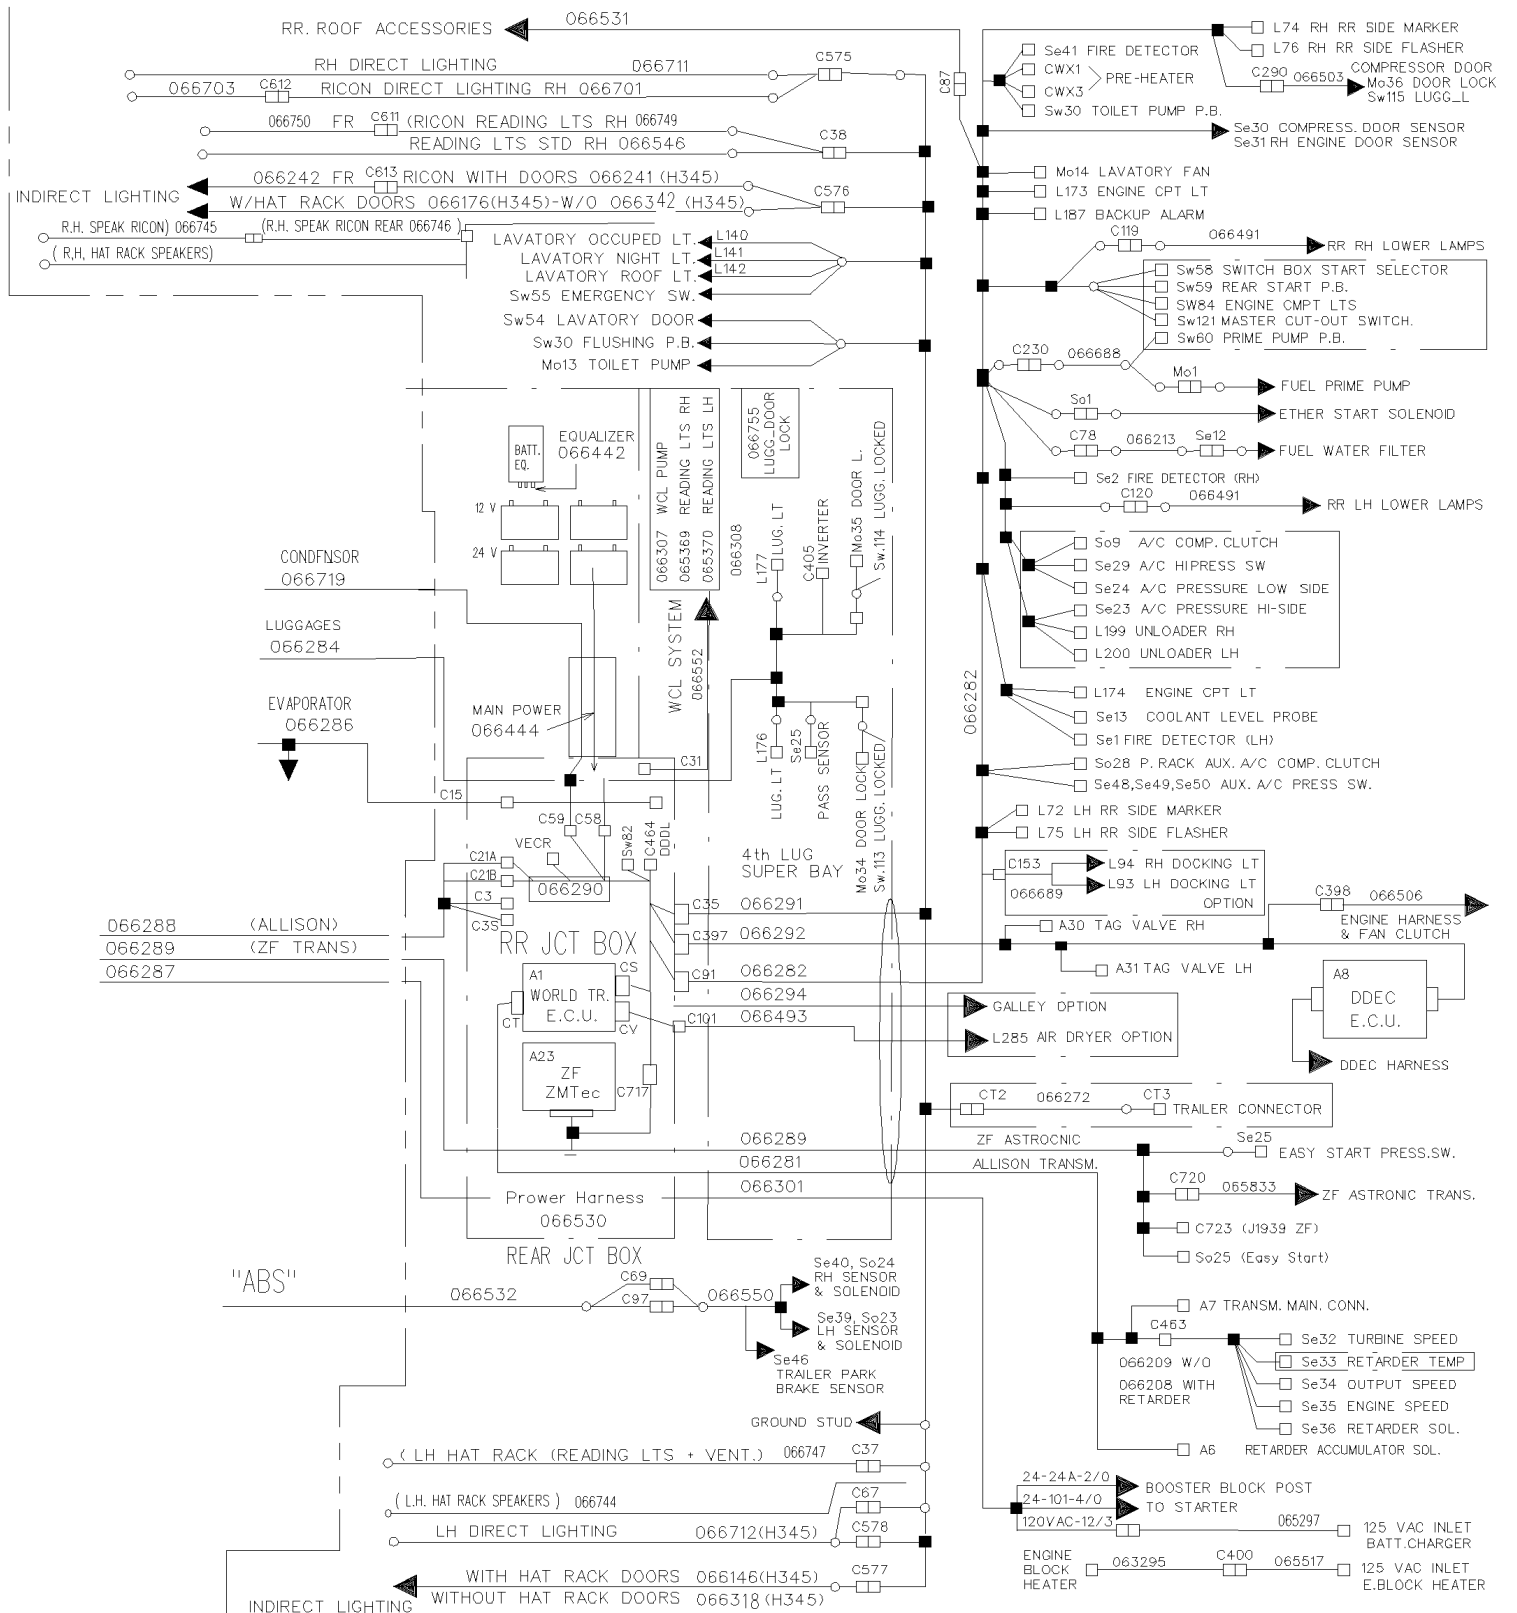 RR. ROOF ACCESSORIES
066531
RH DIRECT LIGHTING 066711
C575
066703 C612 RICON DIRECT LIGHTING RH 066701
066750 FR C611 (RICON READING LTS RH 066749
READING LTS STD RH 066546
C38
066242 FR C613 RICON WITH DOORS 066241 (H345)
INDIRECT LIGHTING
W/HAT RACK DOORS 066176(H345)-W/O 066342 (H345)
C576
R.H. SPEAK RICON) 066745 (R.H. SPEAK RICON REAR 066746 )
( R,H, HAT RACK SPEAKERS)
LAVATORY OCCUPED LT. L140
LAVATORY NIGHT LT. L141
LAVATORY ROOF LT. L142
Sw55 EMERGENCY SW.
Sw54 LAVATORY DOOR
Sw30 FLUSHING P.B.
Mo13 TOILET PUMP
C87
L74 RH RR SIDE MARKER
L76 RH RR SIDE FLASHER
C290 066503
COMPRESSOR DOOR
Mo36 DOOR LOCK
Sw115 LUGG_L
Se41 FIRE DETECTOR
CWX1
PRE-HEATER
CWX3
Sw30 TOILET PUMP P.B.
Se30 COMPRESS. DOOR SENSOR
Se31 RH ENGINE DOOR SENSOR
Mo14 LAVATORY FAN
L173 ENGINE CPT LT
L187 BACKUP ALARM
C119 066491 RR RH LOWER LAMPS
Sw58 SWITCH BOX START SELECTOR
Sw59 REAR START P.B.
SW84 ENGINE CMPT LTS
Sw121 MASTER CUT-OUT SWITCH.
Sw60 PRIME PUMP P.B.
C230 066688
Mo1 FUEL PRIME PUMP
So1 ETHER START SOLENOID
C78 066213 Se12 FUEL WATER FILTER
Se2 FIRE DETECTOR (RH)
C120 066491 RR LH LOWER LAMPS
So9 A/C COMP. CLUTCH
Se29 A/C HIPRESS SW
Se24 A/C PRESSURE LOW SIDE
Se23 A/C PRESSURE HI-SIDE
L199 UNLOADER RH
L200 UNLOADER LH
066282
L174 ENGINE CPT LT
Se13 COOLANT LEVEL PROBE
Se1 FIRE DETECTOR (LH)
So28 P.RACK AUX. A/C COMP. CLUTCH
Se48,Se49,Se50 AUX. A/C PRESS SW.
L72 LH RR SIDE MARKER
L75 LH RR SIDE FLASHER
C153
066689
L94 RH DOCKING LT
L93 LH DOCKING LT
OPTION
BATT.
EQ.
EQUALIZER
066442
12 V
24 V
066307 WCL PUMP
065369 READING LTS RH
065370 READING LTS LH
066308
066755
LUGG_DOOR
LOCK
WCL SYSTEM
066552
L177 LUG. LT
C405 INVERTER
Mo35 DOOR L.
Sw.114 LUGG. LOCKED
CONDFNSOR
066719
LUGGAGES
066284
EVAPORATOR
066286
MAIN POWER
066444
LUG. LT L176
Se25
PASS SENSOR
Mo34 DOOR LOCK
Sw.113 LUGG. LOCKED
C31
C15
C59 C58
Sw82
C464
DDDL
VECR
C21A
C21B
066290
C3
C3S
4th LUG
SUPER BAY
066288 (ALLISON)
066289 (ZF TRANS)
066287
RR JCT BOX
C35 066291
C397 066292
C91 066282
066294
C101 066493
A1
WORLD TR.
E.C.U.
CS
CV
CT
A23
ZF
ZMTec
C717
A30 TAG VALVE RH
A31 TAG VALVE LH
C398 066506
ENGINE HARNESS
& FAN CLUTCH
A8
DDEC
E.C.U.
DDEC HARNESS
GALLEY OPTION
L285 AIR DRYER OPTION
CT2 066272 CT3 TRAILER CONNECTOR
066289 ZF ASTROCNIC
066281 ALLISON TRANSM.
066301
Prower Harness
066530
REAR JCT BOX
Se25
EASY START PRESS.SW.
C720 065833 ZF ASTRONIC TRANS.
C723 (J1939 ZF)
So25 (Easy Start)
"ABS"
066532
C69
C97
066550
Se40, So24
RH SENSOR
& SOLENOID
Se39, So23
LH SENSOR
& SOLENOID
Se46
TRAILER PARK
BRAKE SENSOR
A7 TRANSM. MAIN. CONN.
C463
066209 W/O
066208 WITH
RETARDER
Se32 TURBINE SPEED
Se33 RETARDER TEMP
Se34 OUTPUT SPEED
Se35 ENGINE SPEED
Se36 RETARDER SOL.
A6 RETARDER ACCUMULATOR SOL.
GROUND STUD
( LH HAT RACK (READING LTS + VENT.) 066747 C37
( L.H. HAT RACK SPEAKERS ) 066744
C67
LH DIRECT LIGHTING 066712(H345) C578
WITH HAT RACK DOORS 066146(H345) C577
INDIRECT LIGHTING WITHOUT HAT RACK DOORS 066318 (H345)
24-24A-2/0 BOOSTER BLOCK POST
24-101-4/0 TO STARTER
120VAC-12/3 065297 125 VAC INLET
BATT.CHARGER
ENGINE
BLOCK
HEATER
063295 C400 065517 125 VAC INLET
E.BLOCK HEATER